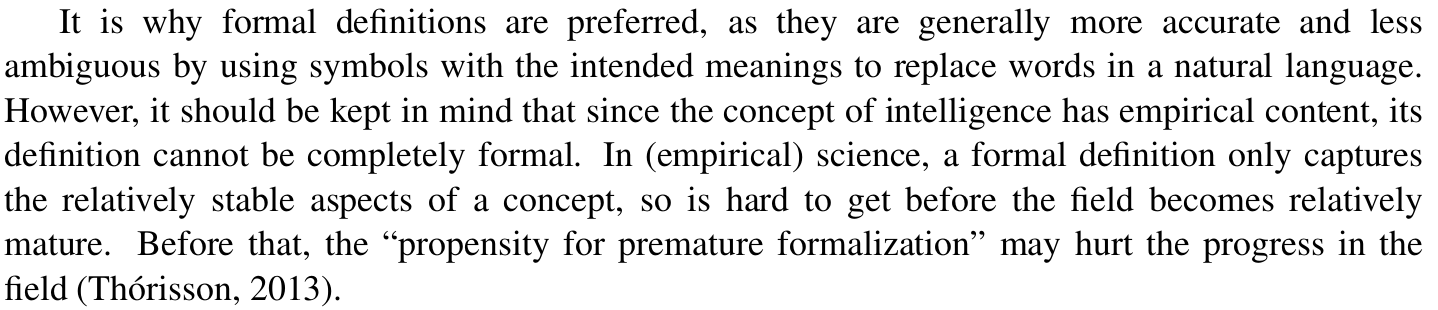 It is why formal definitions are preferred, as they are generally more accurate and less
ambiguous by using symbols with the intended meanings to replace words in a natural language.
However, it should be kept in mind that since the concept of intelligence has empirical content, its
definition cannot be completely formal. In (empirical) science, a formal definition only captures
the relatively stable aspects of a concept, so is hard to get before the field becomes relatively
mature. Before that, the “propensity for premature formalization” may hurt the progress in the
field (Thórisson, 2013).